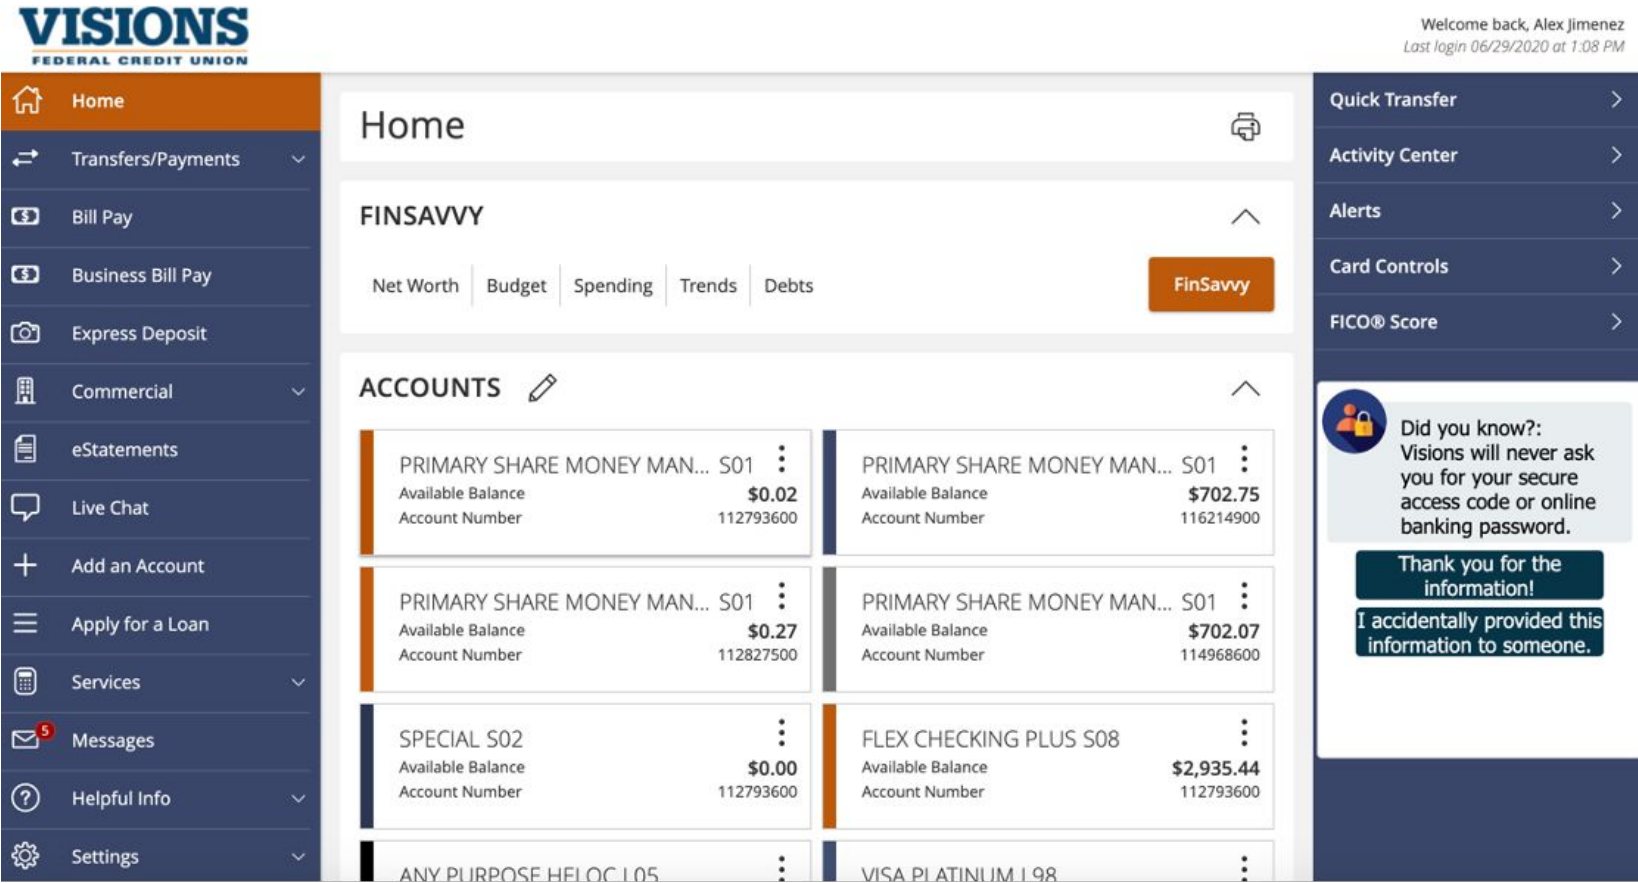 VISIONS
FEDERAL CREDIT UNION
Welcome back, Alex Jimenez
Last login 06/29/2020 at 1:08 PM
Home
Transfers/Payments
Bill Pay
Business Bill Pay
Express Deposit
Commercial
eStatements
Live Chat
Add an Account
Apply for a Loan
Services
5
Messages
Helpful Info
Settings
Home
FINSAVVY
Net Worth
Budget
Spending
Trends
Debts
FinSavvy
ACCOUNTS
PRIMARY SHARE MONEY MAN... S01
Available Balance $0.02
Account Number 112793600
PRIMARY SHARE MONEY MAN... S01
Available Balance $702.75
Account Number 116214900
PRIMARY SHARE MONEY MAN... S01
Available Balance $0.27
Account Number 112827500
PRIMARY SHARE MONEY MAN... S01
Available Balance $702.07
Account Number 114968600
SPECIAL S02
Available Balance $0.00
Account Number 112793600
FLEX CHECKING PLUS S08
Available Balance $2,935.44
Account Number 112793600
ANY PURPOSE HELOC L05
VISA PLATINUM L98
Quick Transfer
Activity Center
Alerts
Card Controls
FICO® Score
Did you know?:
Visions will never ask
you for your secure
access code or online
banking password.
Thank you for the
information!
I accidentally provided this
information to someone.